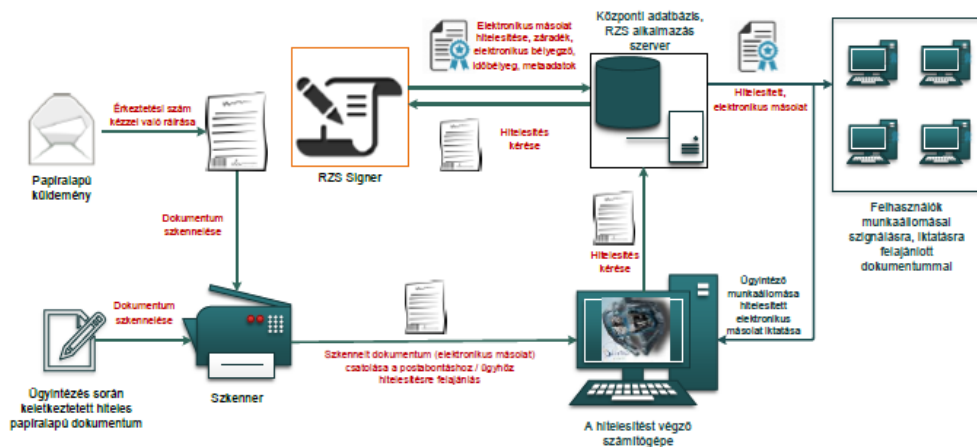 Elektronikus másolat
hitelesítése, záradék,
elektronikus bélyegző,
időbélyeg, metaadatok
Központi adatbázis,
RZS alkalmazás
szerver
Érkeztetési szám
kézzel való ráírása
Hitelesített,
elektronikus másolat
Hitelesítés
kérése
Papíralapú
küldemény
RZS Signer
Felhasználók
munkaállomásai
szignálásra, iktatásra
felajánlott
dokumentummal
Dokumentum
szkennelése
Hitelesítés
kérése
Ügyintéző
munkaállomása
hitelesített
elektronikus
másolat iktatása
Dokumentum
szkennelése
Szkennelt dokumentum (elektronikus másolat)
csatolása a postabontáshoz / ügyhöz
hitelesítésre felajánlás
Ügyintézés során
keletkeztetett hiteles
papíralapú dokumentum
Szkenner
A hitelesítést végző
számítógépe